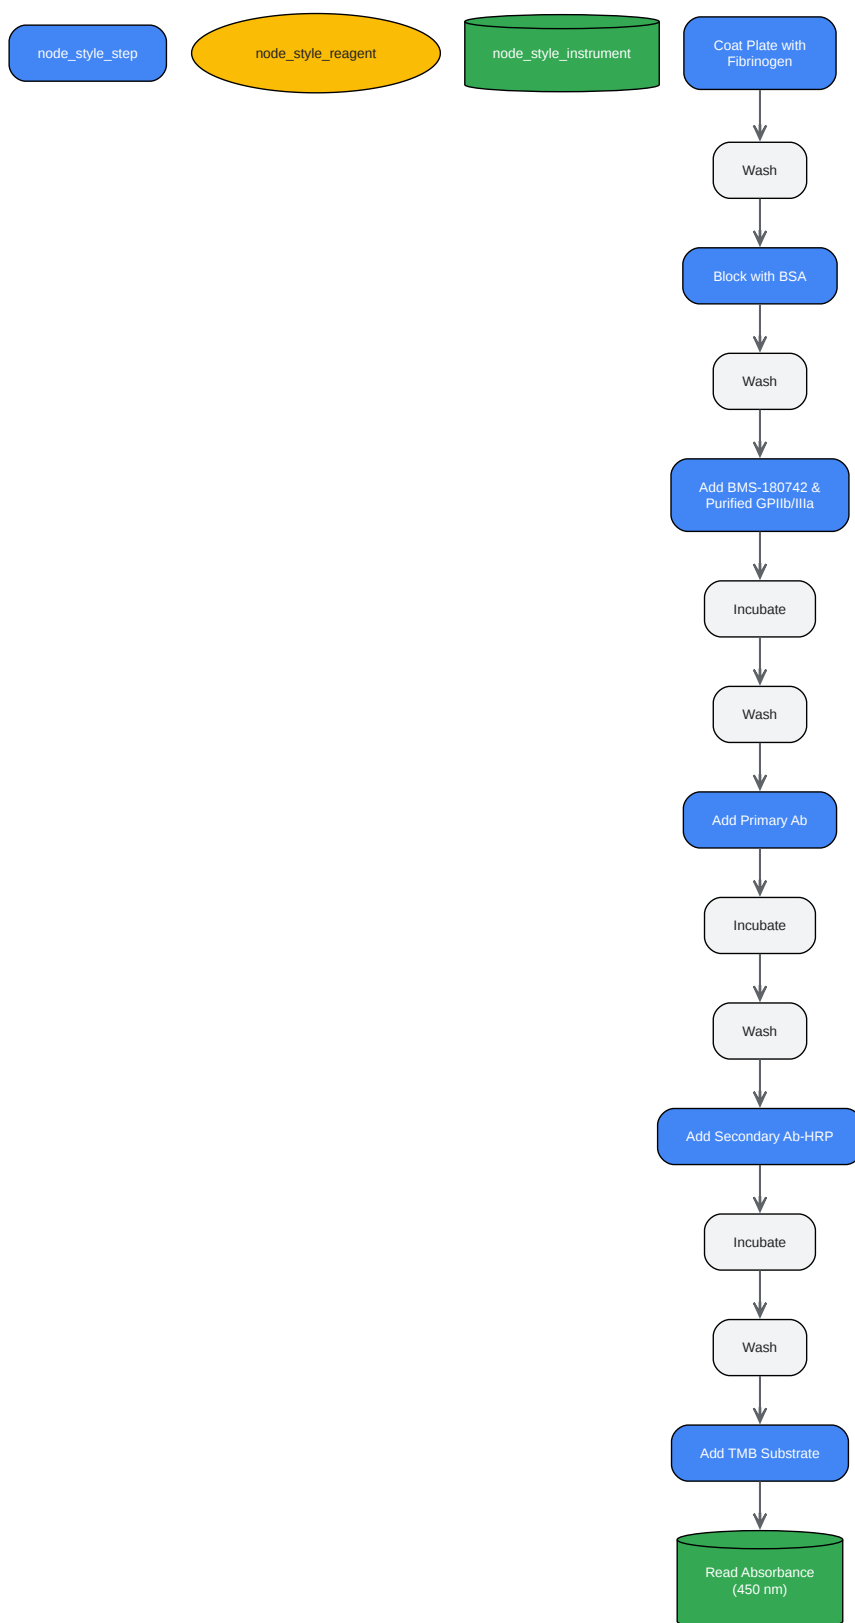 node_style_step
node_style_reagent
node_style_instrument
Coat Plate with
Fibrinogen
Wash
Block with BSA
Wash
Add BMS-180742 &
Purified GPIIb/IIIa
Incubate
Wash
Add Primary Ab
Incubate
Wash
Add Secondary Ab-HRP
Incubate
Wash
Add TMB Substrate
Read Absorbance
(450 nm)